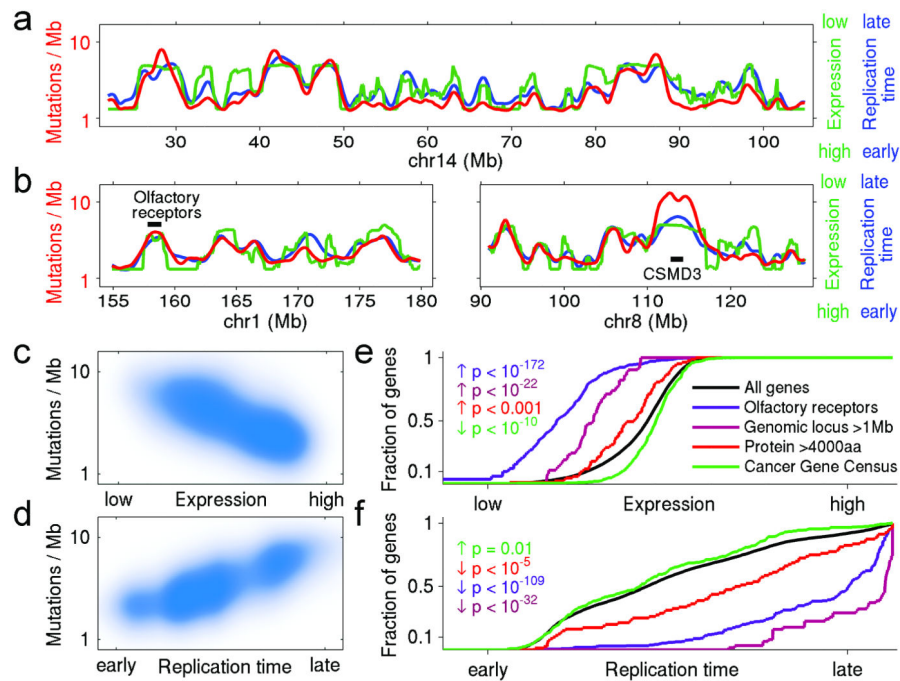 a
Mutations / Mb
10
1
30 40 50 60 70 80 90 100
chr14 (Mb)
low late
Expression
Replication time
high early
b
Mutations / Mb
10
1
Olfactory
receptors
155 160 165 170 175 180
chr1 (Mb)
CSMD3
90 100 110 120
chr8 (Mb)
low late
Expression
Replication time
high early
c
Mutations / Mb
10
1
low Expression high
d
Mutations / Mb
10
1
early Replication time late
e
Fraction of genes
1
0.5
0.1
↑ p < 10-172
↑ p < 10-22
↑ p < 0.001
↓ p < 10-10
All genes
Olfactory receptors
Genomic locus >1Mb
Protein >4000aa
Cancer Gene Census
low Expression high
f
Fraction of genes
1
0.5
0.1
↑ p = 0.01
↓ p < 10-5
↓ p < 10-109
↓ p < 10-32
early Replication time late